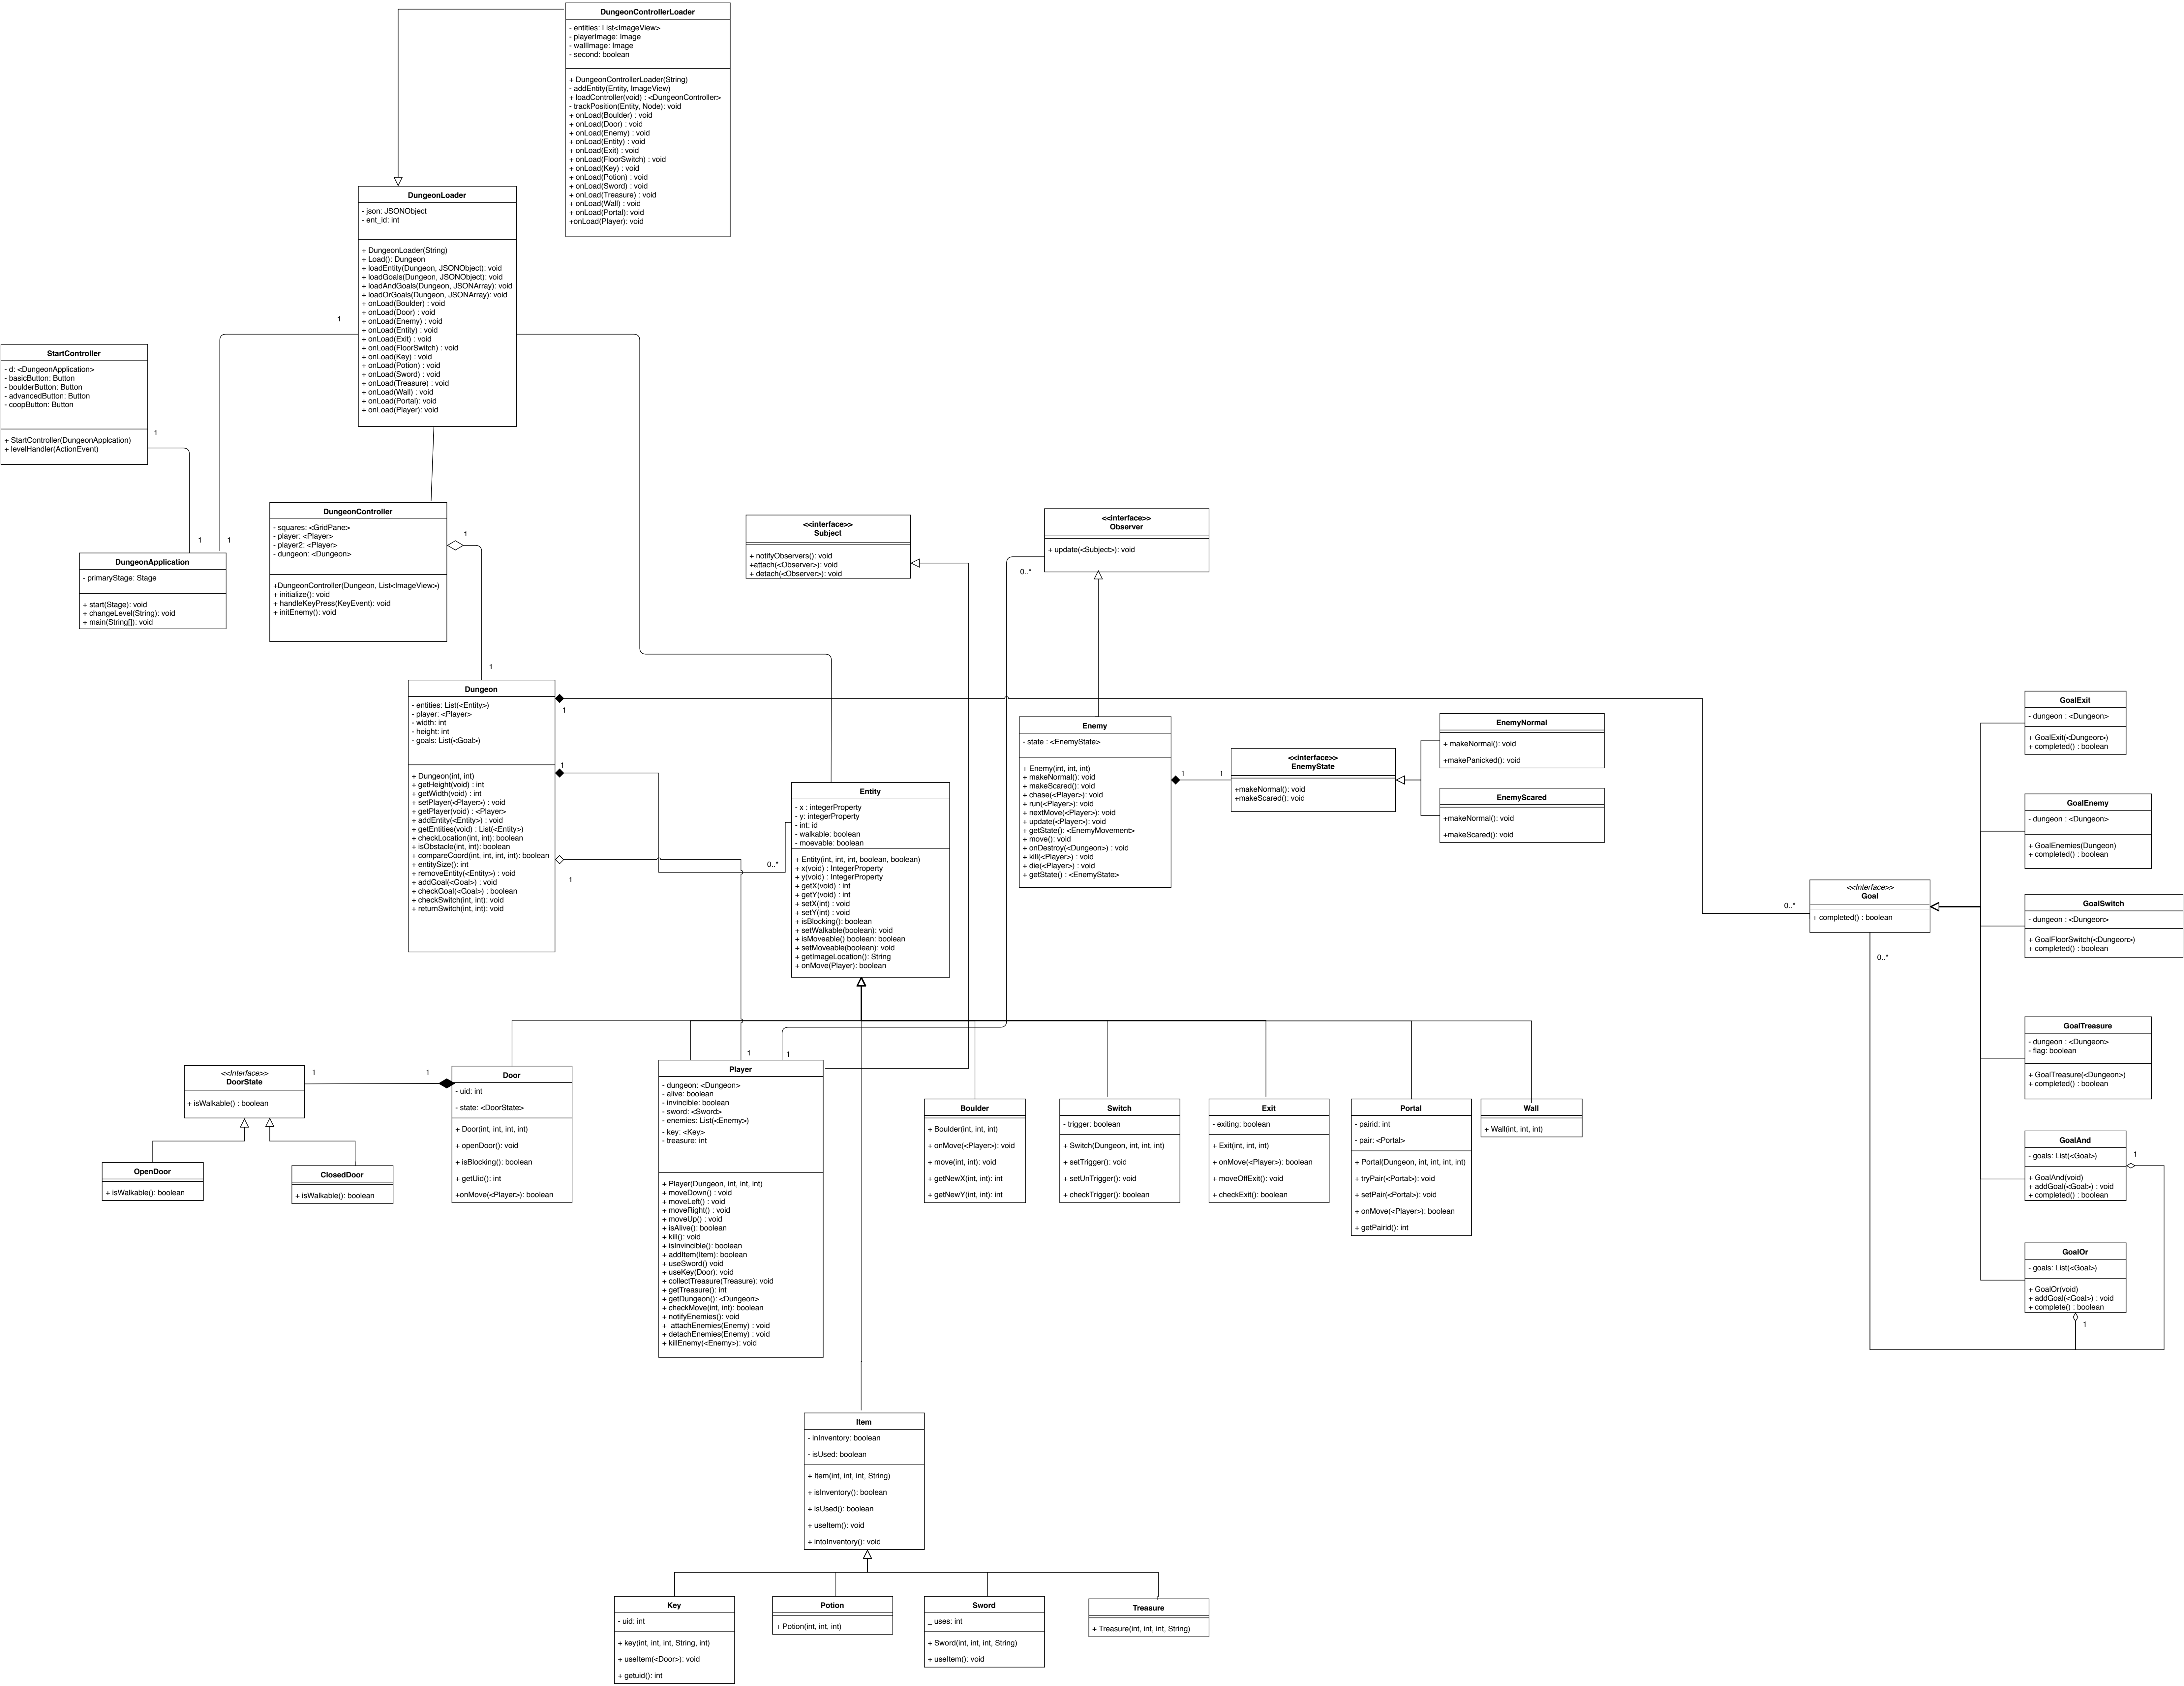 DungeonControllerLoader
- entities: List<ImageView>
- playerImage: Image
- wallImage: Image
- second: boolean
+ DungeonControllerLoader(String)
- addEntity(Entity, ImageView)
+ loadController(void) : <DungeonController>
- trackPosition(Entity, Node): void
+ onLoad(Boulder) : void
+ onLoad(Door) : void
+ onLoad(Enemy) : void
+ onLoad(Entity) : void
+ onLoad(Exit) : void
+ onLoad(FloorSwitch) : void
+ onLoad(Key) : void
+ onLoad(Potion) : void
+ onLoad(Sword) : void
+ onLoad(Treasure) : void
+ onLoad(Wall) : void
+ onLoad(Portal): void
+onLoad(Player): void
DungeonLoader
- json: JSONObject
- ent_id: int
+ DungeonLoader(String)
+ Load(): Dungeon
+ loadEntity(Dungeon, JSONObject): void
+ loadGoals(Dungeon, JSONObject): void
+ loadAndGoals(Dungeon, JSONArray): void
+ loadOrGoals(Dungeon, JSONArray): void
+ onLoad(Boulder) : void
+ onLoad(Door) : void
+ onLoad(Enemy) : void
+ onLoad(Entity) : void
+ onLoad(Exit) : void
+ onLoad(FloorSwitch) : void
+ onLoad(Key) : void
+ onLoad(Potion) : void
+ onLoad(Sword) : void
+ onLoad(Treasure) : void
+ onLoad(Wall) : void
+ onLoad(Portal): void
+ onLoad(Player): void
1
StartController
- d: <DungeonApplication>
- basicButton: Button
- boulderButton: Button
- advancedButton: Button
- coopButton: Button
+ StartController(DungeonApplcation)
+ levelHandler(ActionEvent)
1
1
1
DungeonApplication
- primaryStage: Stage
+ start(Stage): void
+ changeLevel(String): void
+ main(String[]): void
DungeonController
- squares: <GridPane>
- player: <Player>
- player2: <Player>
- dungeon: <Dungeon>
+DungeonController(Dungeon, List<ImageView>)
+ initialize(): void
+ handleKeyPress(KeyEvent): void
+ initEnemy(): void
1
1
<<interface>>
Subject
+ notifyObservers(): void
+attach(<Observer>): void
+ detach(<Observer>): void
<<interface>>
Observer
+ update(<Subject>): void
0..*
Dungeon
- entities: List(<Entity>)
- player: <Player>
- width: int
- height: int
- goals: List(<Goal>)
+ Dungeon(int, int)
+ getHeight(void) : int
+ getWidth(void) : int
+ setPlayer(<Player>) : void
+ getPlayer(void) : <Player>
+ addEntity(<Entity>) : void
+ getEntities(void) : List(<Entity>)
+ checkLocation(int, int): boolean
+ isObstacle(int, int): boolean
+ compareCoord(int, int, int, int): boolean
+ entitySize(): int
+ removeEntity(<Entity>) : void
+ addGoal(<Goal>) : void
+ checkGoal(<Goal>) : boolean
+ checkSwitch(int, int): void
+ returnSwitch(int, int): void
1
1
1
Entity
- x : integerProperty
- y: integerProperty
- int: id
- walkable: boolean
- moevable: boolean
+ Entity(int, int, int, boolean, boolean)
+ x(void) : IntegerProperty
+ y(void) : IntegerProperty
+ getX(void) : int
+ getY(void) : int
+ setX(int) : void
+ setY(int) : void
+ isBlocking(): boolean
+ setWalkable(boolean): void
+ isMoveable() boolean: boolean
+ setMoveable(boolean): void
+ getImageLocation(): String
+ onMove(Player): boolean
0..*
Enemy
- state : <EnemyState>
+ Enemy(int, int, int)
+ makeNormal(): void
+ makeScared(): void
+ chase(<Player>): void
+ run(<Player>): void
+ nextMove(<Player>): void
+ update(<Player>): void
+ getState(): <EnemyMovement>
+ move(): void
+ onDestroy(<Dungeon>) : void
+ kill(<Player>) : void
+ die(<Player>) : void
+ getState() : <EnemyState>
1
1
<<interface>>
EnemyState
+makeNormal(): void
+makeScared(): void
EnemyNormal
+ makeNormal(): void
+makePanicked(): void
EnemyScared
+makeNormal(): void
+makeScared(): void
<<Interface>>
Goal
+ completed() : boolean
0..*
0..*
GoalExit
- dungeon : <Dungeon>
+ GoalExit(<Dungeon>)
+ completed() : boolean
GoalEnemy
- dungeon : <Dungeon>
+ GoalEnemies(Dungeon)
+ completed() : boolean
GoalSwitch
- dungeon : <Dungeon>
+ GoalFloorSwitch(<Dungeon>)
+ completed() : boolean
GoalTreasure
- dungeon : <Dungeon>
- flag: boolean
+ GoalTreasure(<Dungeon>)
+ completed() : boolean
GoalAnd
- goals: List(<Goal>)
+ GoalAnd(void)
+ addGoal(<Goal>) : void
+ completed() : boolean
1
GoalOr
- goals: List(<Goal>)
+ GoalOr(void)
+ addGoal(<Goal>) : void
+ complete() : boolean
1
<<Interface>>
DoorState
+ isWalkable() : boolean
1
1
OpenDoor
+ isWalkable(): boolean
ClosedDoor
+ isWalkable(): boolean
Door
- uid: int
- state: <DoorState>
+ Door(int, int, int, int)
+ openDoor(): void
+ isBlocking(): boolean
+ getUid(): int
+onMove(<Player>): boolean
1
1
Player
- dungeon: <Dungeon>
- alive: boolean
- invincible: boolean
- sword: <Sword>
- enemies: List(<Enemy>)
- key: <Key>
- treasure: int
+ Player(Dungeon, int, int, int)
+ moveDown() : void
+ moveLeft() : void
+ moveRight() : void
+ moveUp() : void
+ isAlive(): boolean
+ kill(): void
+ isInvincible(): boolean
+ addItem(Item): boolean
+ useSword() void
+ useKey(Door): void
+ collectTreasure(Treasure): void
+ getTreasure(): int
+ getDungeon(): <Dungeon>
+ checkMove(int, int): boolean
+ notifyEnemies(): void
+ attachEnemies(Enemy) : void
+ detachEnemies(Enemy) : void
+ killEnemy(<Enemy>): void
Boulder
+ Boulder(int, int, int)
+ onMove(<Player>): void
+ move(int, int): void
+ getNewX(int, int): int
+ getNewY(int, int): int
Switch
- trigger: boolean
+ Switch(Dungeon, int, int, int)
+ setTrigger(): void
+ setUnTrigger(): void
+ checkTrigger(): boolean
Exit
- exiting: boolean
+ Exit(int, int, int)
+ onMove(<Player>): boolean
+ moveOffExit(): void
+ checkExit(): boolean
Portal
- pairid: int
- pair: <Portal>
+ Portal(Dungeon, int, int, int, int)
+ tryPair(<Portal>): void
+ setPair(<Portal>): void
+ onMove(<Player>): boolean
+ getPairid(): int
Wall
+ Wall(int, int, int)
Item
- inInventory: boolean
- isUsed: boolean
+ Item(int, int, int, String)
+ isInventory(): boolean
+ isUsed(): boolean
+ useItem(): void
+ intoInventory(): void
Key
- uid: int
+ key(int, int, int, String, int)
+ useItem(<Door>): void
+ getuid(): int
Potion
+ Potion(int, int, int)
Sword
_ uses: int
+ Sword(int, int, int, String)
+ useItem(): void
Treasure
+ Treasure(int, int, int, String)